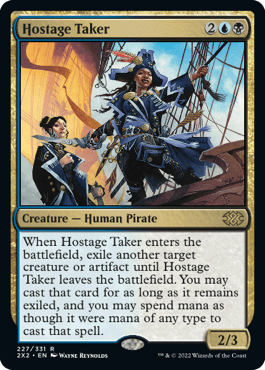 Hostage Taker 2
Creature — Human Pirate
When Hostage Taker enters the
battlefield, exile another target
creature or artifact until Hostage
Taker leaves the battlefield. You may
cast that card for as long as it remains
exiled, and you may spend mana as
though it were mana of any type to
cast that spell.
2/3
227/331 R
2X2 • EN Wayne Reynolds
™ & © 2022 Wizards of the Coast